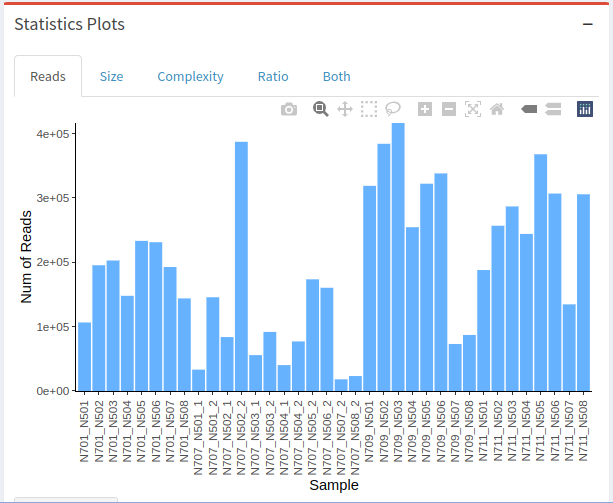 Statistics Plots
Reads Size Complexity Ratio Both
4e+05
3e+05
2e+05
1e+05
0e+00
Num of Reads
N701_N501
N701_N502
N701_N503
N701_N504
N701_N505
N701_N506
N701_N507
N701_N508
N707_N501_1
N707_N501_2
N707_N502_1
N707_N502_2
N707_N503_1
N707_N503_2
N707_N504_1
N707_N504_2
N707_N505_2
N707_N506_2
N707_N507_2
N707_N508_2
N709_N501
N709_N502
N709_N503
N709_N504
N709_N505
N709_N506
N709_N507
N709_N508
N711_N501
N711_N502
N711_N503
N711_N504
N711_N505
N711_N506
N711_N507
N711_N508
Sample